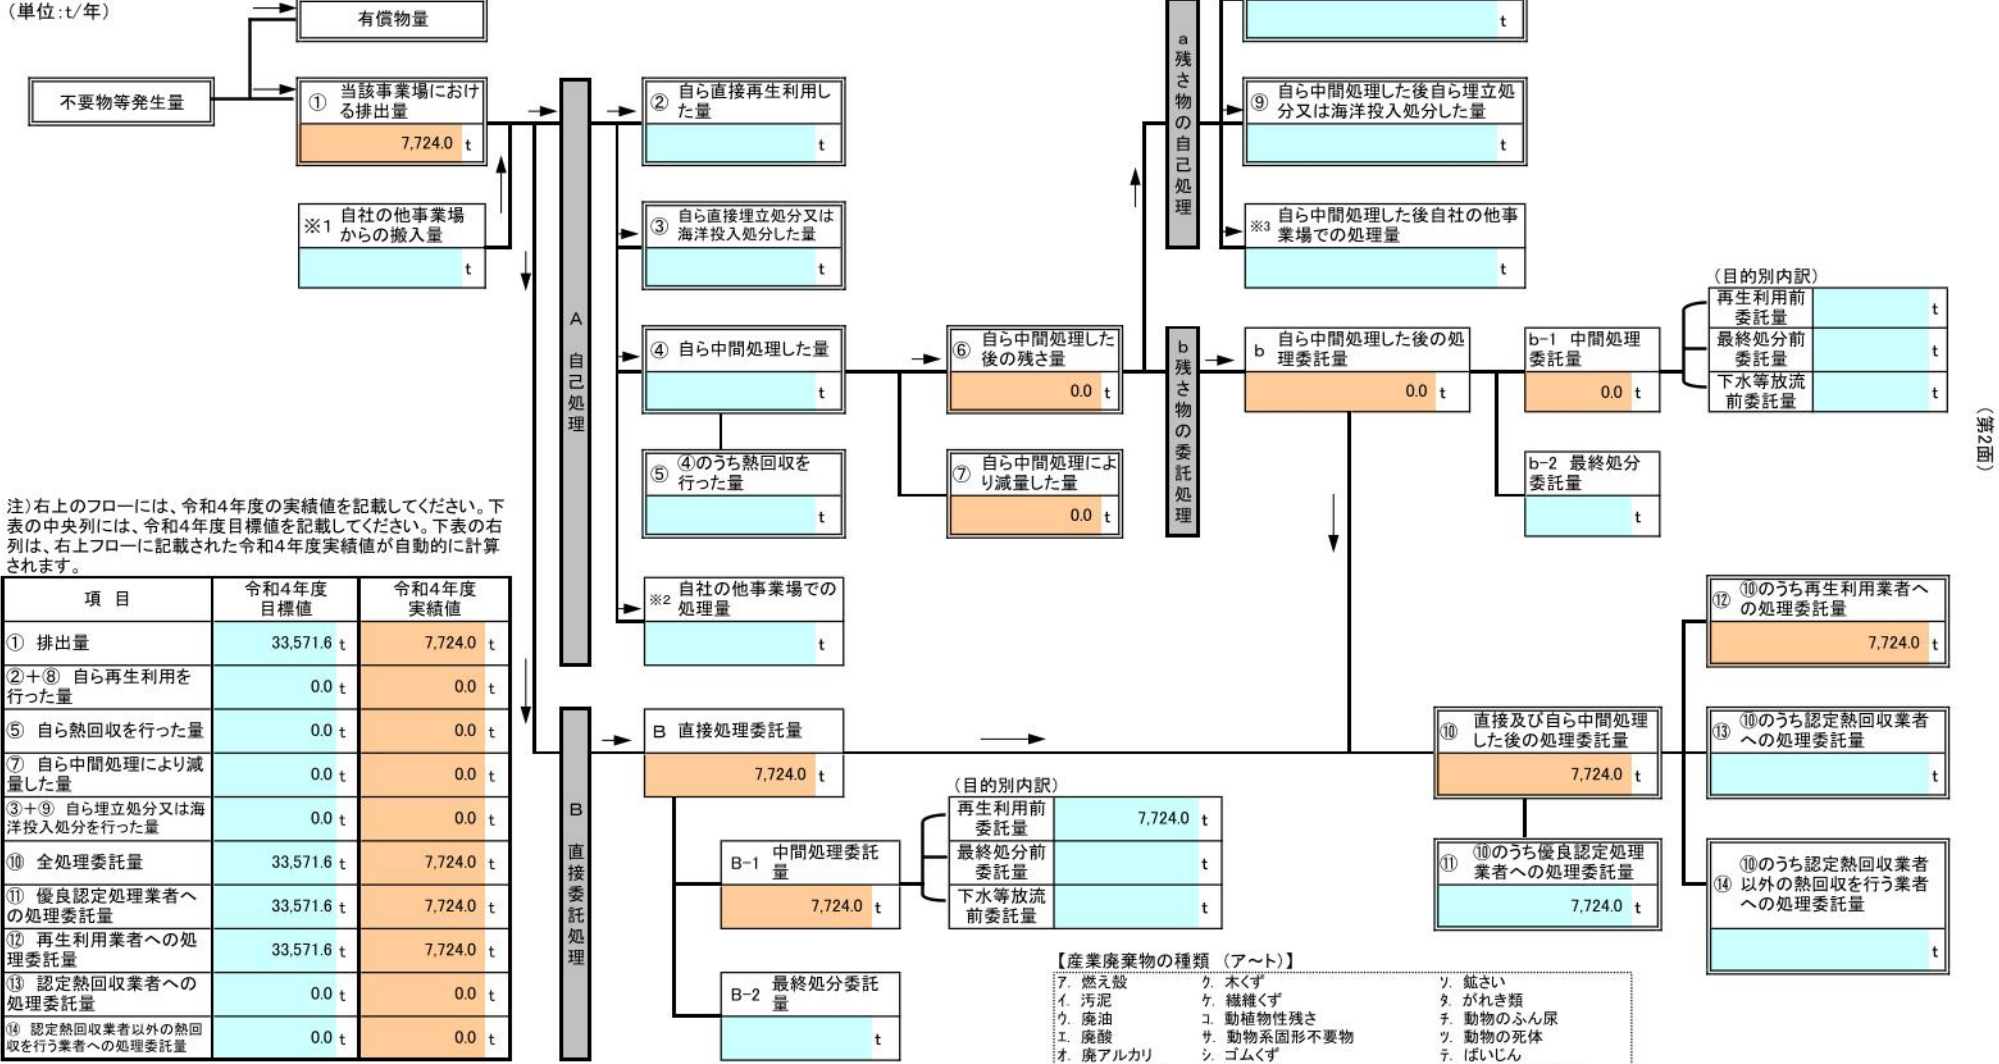 (単位:t/年)
有償物量
不要物等発生量
① 当該事業場におけ
る排出量
7,724.0 t
※1 自社の他事業場
からの搬入量
t
A 自己処理
② 自ら直接再生利用し
た量
t
③ 自ら直接埋立処分又は
海洋投入処分した量
t
④ 自ら中間処理した量
t
⑤ ④のうち熱回収を
行った量
t
※2 自社の他事業場での
処理量
t
⑥ 自ら中間処理した
後の残さ量
0.0 t
⑦ 自ら中間処理によ
り減量した量
0.0 t
a 残さ物の自己処理
t
⑨ 自ら中間処理した後自ら埋立処
分又は海洋投入処分した量
t
※3 自ら中間処理した後自社の他事
業場での処理量
t
b 残さ物の委託処理
b 自ら中間処理した後の処
理委託量
0.0 t
b-1 中間処理
委託量
0.0 t
(目的別内訳)
再生利用前
委託量
t
最終処分前
委託量
t
下水等放流
前委託量
t
b-2 最終処分
委託量
t
(第2面)
注)右上のフローには、令和4年度の実績値を記載してください。下
表の中央列には、令和4年度目標値を記載してください。下表の右
列は、右上フローに記載された令和4年度実績値が自動的に計算
されます。
項 目 令和4年度 令和4年度
目標値 実績値
① 排出量 33,571.6 t 7,724.0 t
②+⑧ 自ら再生利用を
行った量 0.0 t 0.0 t
⑤ 自ら熱回収を行った量 0.0 t 0.0 t
⑦ 自ら中間処理により減
量した量 0.0 t 0.0 t
③+⑨ 自ら埋立処分又は海
洋投入処分を行った量 0.0 t 0.0 t
⑩ 全処理委託量 33,571.6 t 7,724.0 t
⑪ 優良認定処理業者へ
の処理委託量 33,571.6 t 7,724.0 t
⑫ 再生利用業者への処
理委託量 33,571.6 t 7,724.0 t
⑬ 認定熱回収業者への
処理委託量 0.0 t 0.0 t
⑭ 認定熱回収業者以外の熱回
収を行う業者への処理委託量 0.0 t 0.0 t
B 直接委託処理
B 直接処理委託量
7,724.0 t
B-1 中間処理委託
量
7,724.0 t
(目的別内訳)
再生利用前
委託量
7,724.0 t
最終処分前
委託量
t
下水等放流
前委託量
t
B-2 最終処分委託
量
t
⑩ 直接及び自ら中間処理
した後の処理委託量
7,724.0 t
⑪ ⑩のうち優良認定処理
業者への処理委託量
7,724.0 t
⑫ ⑩のうち再生利用業者へ
の処理委託量
7,724.0 t
⑬ ⑩のうち認定熱回収業者
への処理委託量
t
⑭ ⑩のうち認定熱回収業者
以外の熱回収を行う業者
への処理委託量
t
【産業廃棄物の種類 (ア~ト)】
ア. 燃え殻 ク. 木くず ソ. 鉱さい
イ. 汚泥 ケ. 繊維くず タ. がれき類
ウ. 廃油 コ. 動植物性残さ チ. 動物のふん尿
エ. 廃酸 サ. 動物系固形不要物 ツ. 動物の死体
オ. 廃アルカリ シ. ゴムくず テ. ばいじん